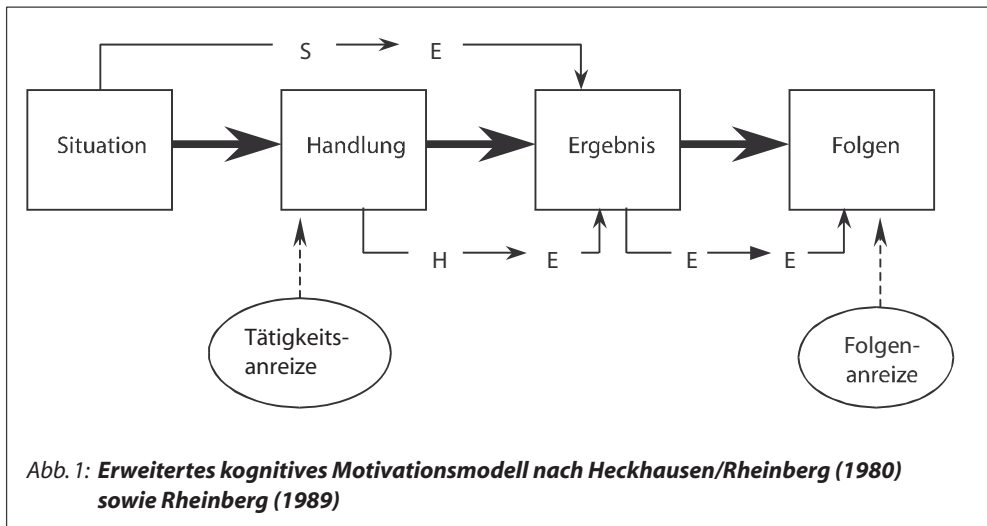 S E
Situation Handlung Ergebnis Folgen
H E E E
Tätigkeits-
anreize
Folgen-
anreize
Abb. 1: Erweitertes kognitives Motivationsmodell nach Heckhausen/Rheinberg (1980)
sowie Rheinberg (1989)